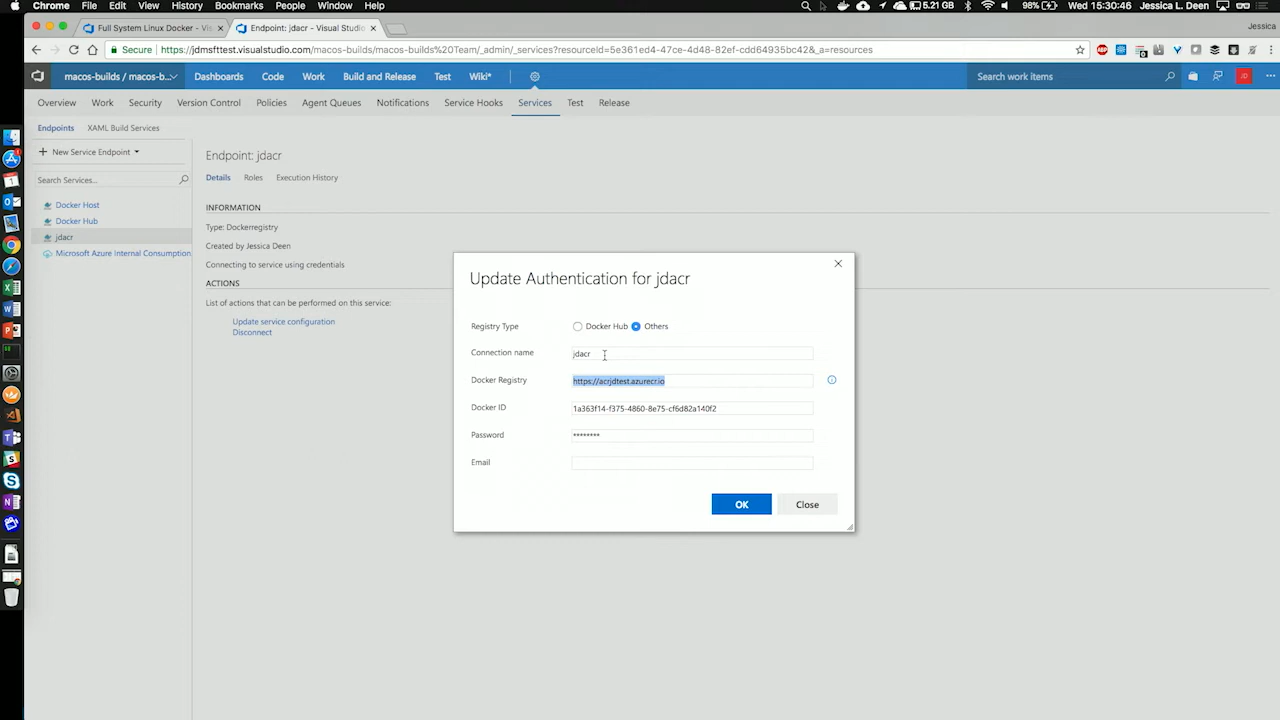 Chrome File Edit View History Bookmarks People Window Help 5.21 GB 98% Wed 15:30:46 Jessica L. Deen
Full System Linux Docker - Vis Endpoint: jdacr - Visual Studio Jessica
Secure https://jdmsfttest.visualstudio.com/macos-builds/macos-builds%20Team/_admin/_services?resourceId=5e361ed4-47ce-4d48-82ef-cd64935bc42&_a=resources
macos-builds / macos-b... Dashboards Code Work Build and Release Test Wiki* Search work items JD
Overview Work Security Version Control Policies Agent Queues Notifications Service Hooks Services Test Release
Endpoints XAML Build Services
New Service Endpoint
Search Services...
Docker Host
Docker Hub
jdacr
Microsoft Azure Internal Consumption
Endpoint: jdacr
Details Roles Execution History
INFORMATION
Type: Dockerregistry
Created by Jessica Deen
Connecting to service using credentials
ACTIONS
List of actions that can be performed on this service:
Update service configuration
Disconnect
Update Authentication for jdacr
Registry Type Docker Hub Others
Connection name jdacr
Docker Registry https://acrjdtest.azurecr.io
Docker ID 1a363f14-f375-4860-8e75-cf6d82a140f2
Password ********
Email
OK Close